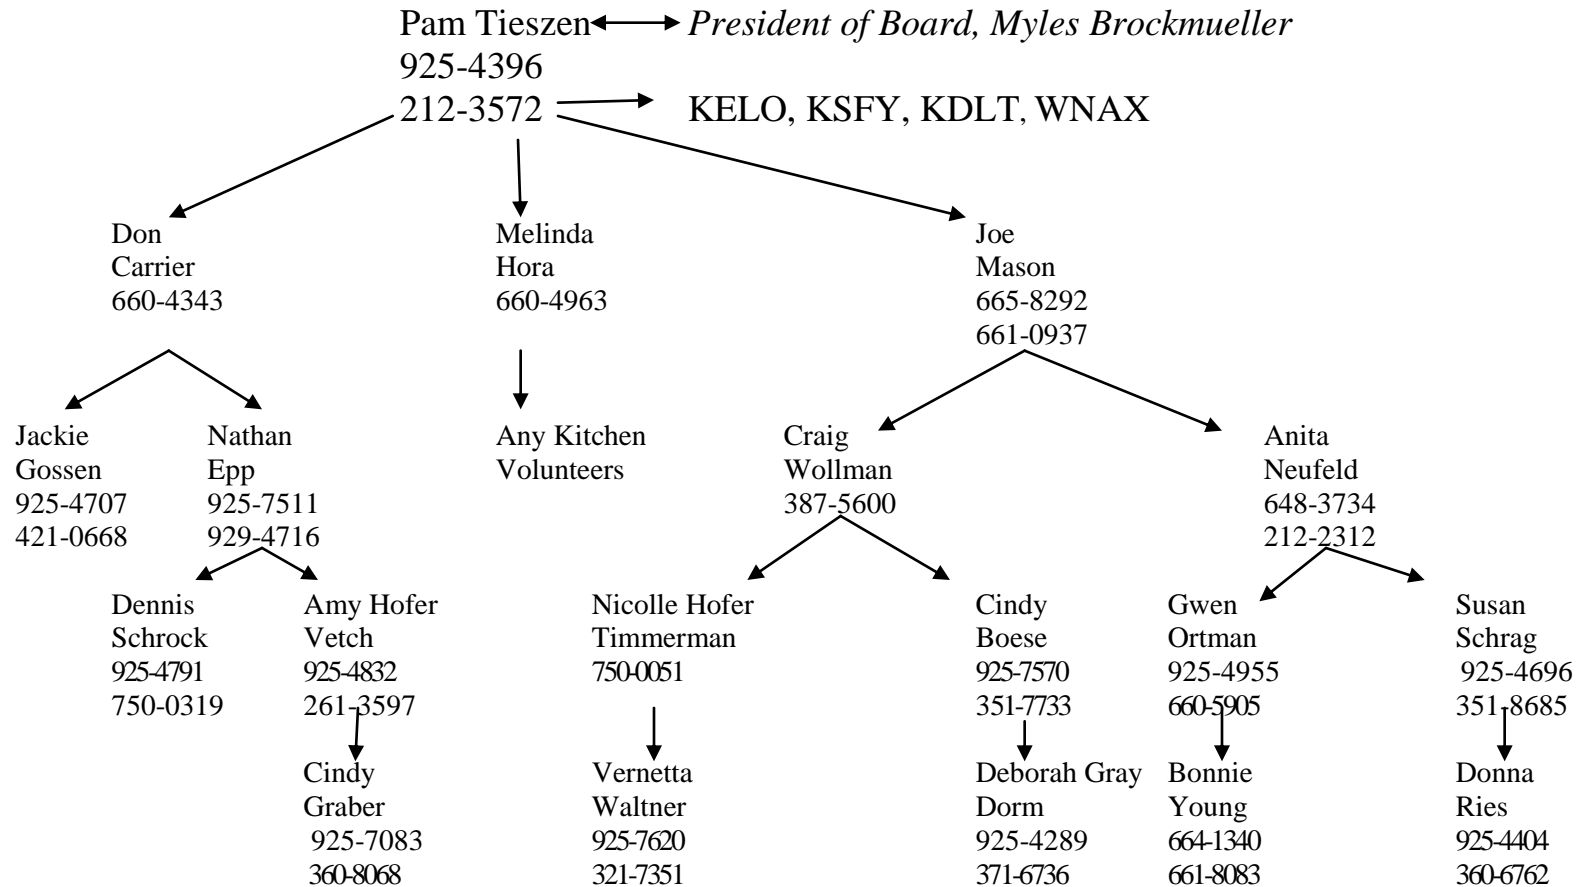 Pam Tieszen President of Board, Myles Brockmueller
925-4396
212-3572 KELO, KSFY, KDLT, WNAX
Don
Carrier
660-4343
Melinda
Hora
660-4963
Joe
Mason
665-8292
661-0937
Jackie
Gossen
925-4707
421-0668
Nathan
Epp
925-7511
929-4716
Any Kitchen
Volunteers
Craig
Wollman
387-5600
Anita
Neufeld
648-3734
212-2312
Dennis
Schrock
925-4791
750-0319
Amy Hofer
Vetch
925-4832
261-3597
Nicolle Hofer
Timmerman
750-0051
Cindy
Boese
925-7570
351-7733
Gwen
Ortman
925-4955
660-5905
Susan
Schrag
925-4696
351-8685
Cindy
Graber
925-7083
360-8068
Vernetta
Waltner
925-7620
321-7351
Deborah Gray
Dorm
925-4289
371-6736
Bonnie
Young
664-1340
661-8083
Donna
Ries
925-4404
360-6762